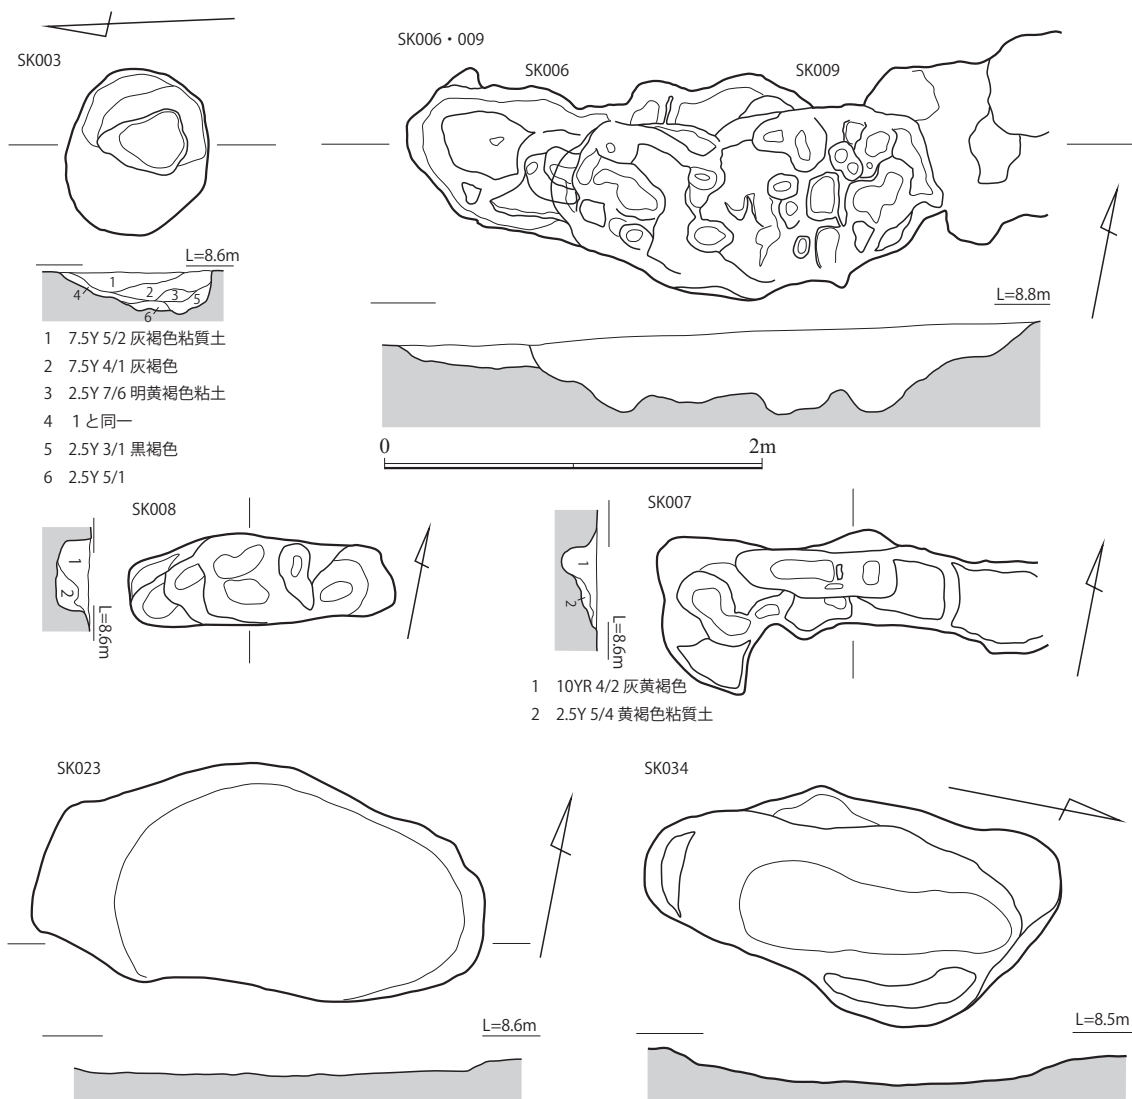 SK003
L=8.6m
1
2
3
4
5
6
1 7.5Y 5/2 灰褐色粘質土
2 7.5Y 4/1 灰褐色
3 2.5Y 7/6 明黄褐色粘土
4 1と同一
5 2.5Y 3/1 黒褐色
6 2.5Y 5/1
SK006・009
SK006
SK009
L=8.8m
0
2m
SK008
1
2
L=8.6m
SK007
1
2
L=8.6m
1 10YR 4/2 灰黄褐色
2 2.5Y 5/4 黄褐色粘質土
SK023
L=8.6m
SK034
L=8.5m